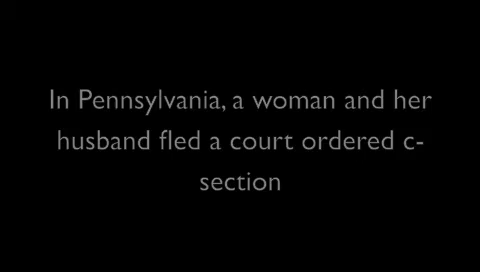 In Pennsylvania, a woman and her
husband fled a court ordered c-
section